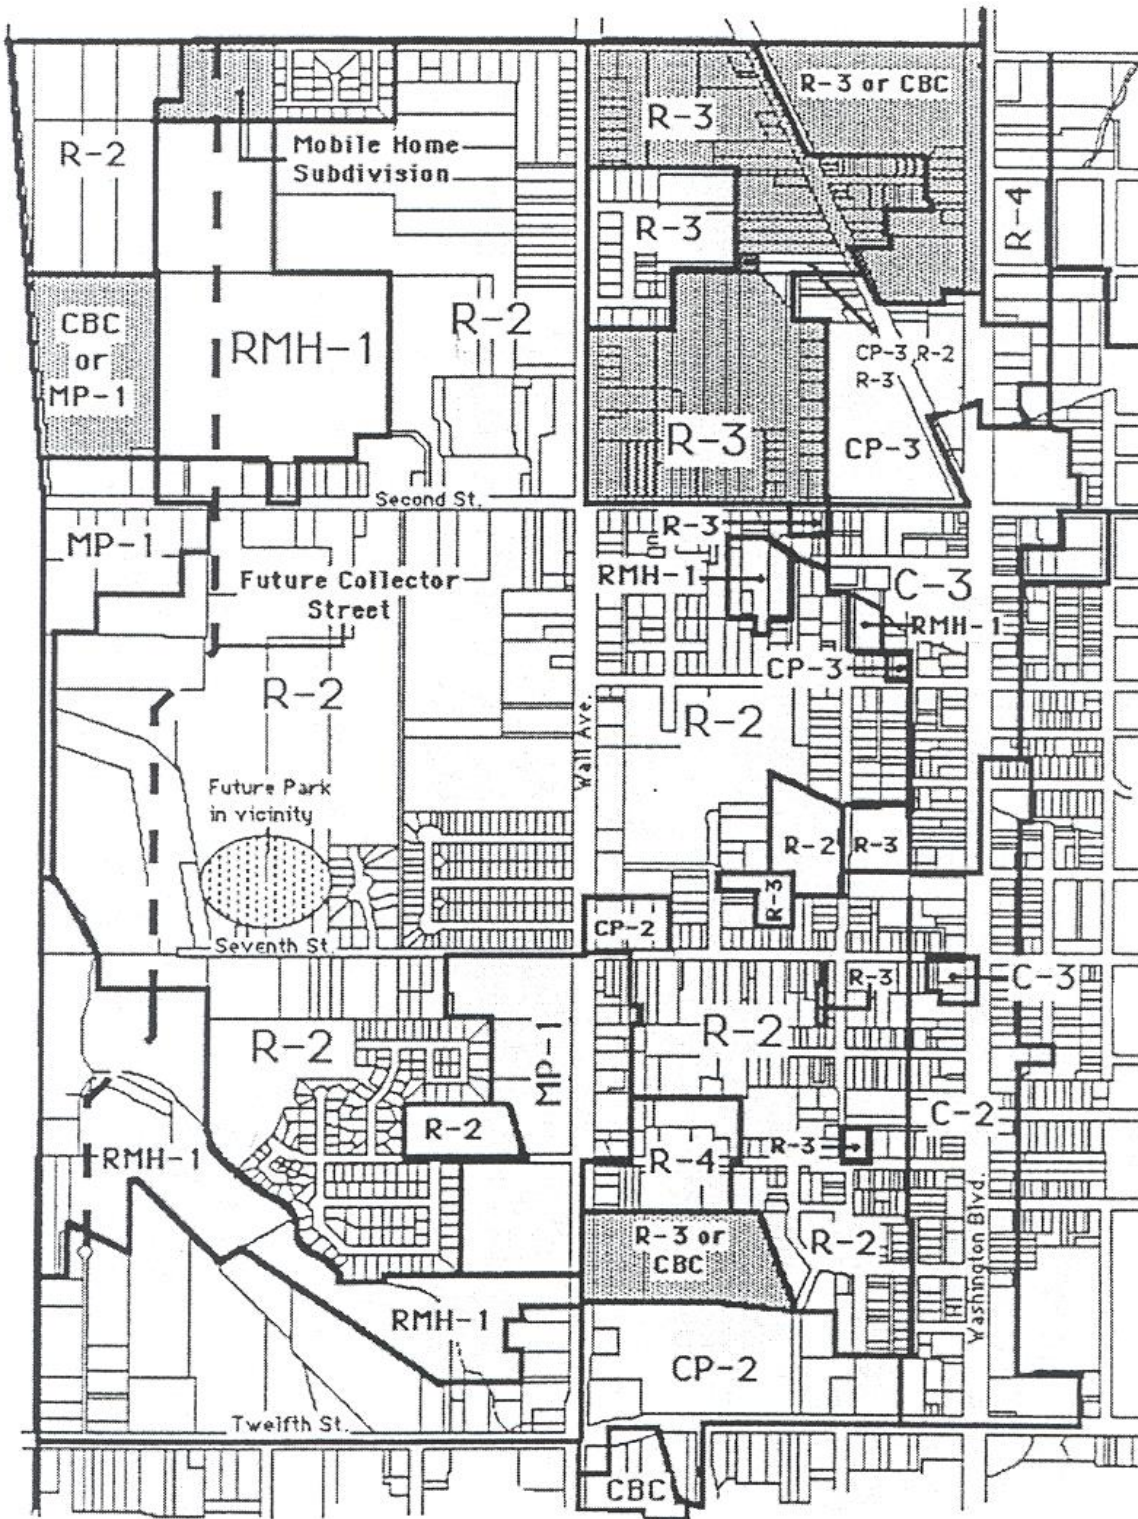 R-3 or CBC
R-3
R-2
Mobile Home
Subdivision
R-4
R-3
CBC
or
MP-1
RMH-1
R-2
CP-3, R-2
R-3
R-3
CP-3
Second St.
R-3
MP-1
RMH-1
Future Collector
Street
C-3
RMH-1
CP-3
R-2
R-2
Wall Ave.
Future Park
in vicinity
R-2
R-3
R-3
CP-2
Seventh St.
R-3
C-3
R-2
R-2
MP-1
C-2
R-2
R-3
R-4
RMH-1
R-3 or
CBC
R-2
Washington Blvd.
RMH-1
CP-2
Twelfth St.
CBC